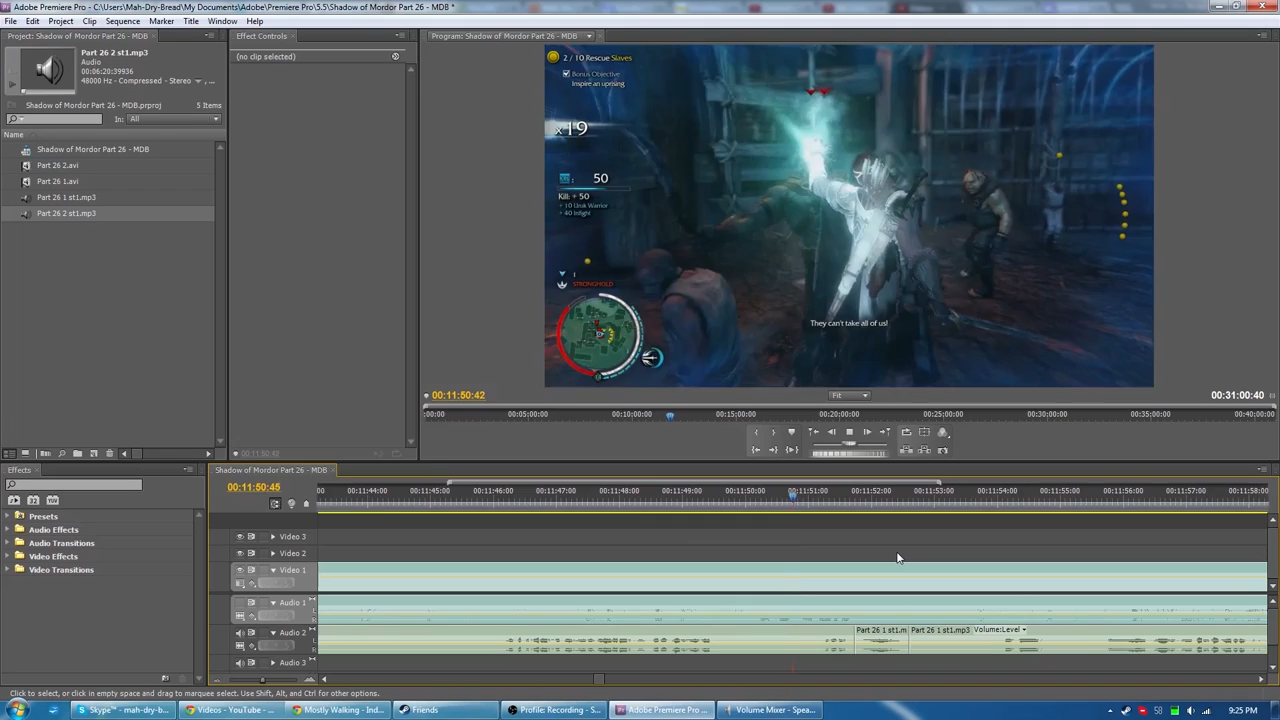 Adobe Premiere Pro - C:\Users\Mah-Dry-Bread\My Documents\Adobe\Premiere Pro\5.5\Shadow of Mordor Part 26 - MDB *
File Edit Project Clip Sequence Marker Title Window Help
Project: Shadow of Mordor Part 26 - MDB
Part 26 2 st1.mp3
Audio
00:06:20:39936
48000 Hz - Compressed - Stereo
Shadow of Mordor Part 26 - MDB.prproj 5 Items
In: All
Name
Shadow of Mordor Part 26 - MDB
Part 26 2.avi
Part 26 1.avi
Part 26 1 st1.mp3
Part 26 2 st1.mp3
Effect Controls
(no clip selected)
00:11:50:42
Program: Shadow of Mordor Part 26 - MDB
2 / 10 Rescue Slaves
Bonus Objective
Inspire an uprising
x19
50
Kill: + 50
+ 10 Uruk Warrior
+ 40 Infight
1
STRONGHOLD
They can't take all of us!
00:11:50:42
Fit
00:31:00:40
:00:00 00:05:00:00 00:10:00:00 00:15:00:00 00:20:00:00 00:25:00:00 00:30:00:00 00:35:00:00 00:40:00:00
Effects
Presets
Audio Effects
Audio Transitions
Video Effects
Video Transitions
Shadow of Mordor Part 26 - MDB
00:11:50:45
:00 00:11:44:00 00:11:45:00 00:11:46:00 00:11:47:00 00:11:48:00 00:11:49:00 00:11:50:00 00:11:51:00 00:11:52:00 00:11:53:00 00:11:54:00 00:11:55:00 00:11:56:00 00:11:57:00 00:11:58:00
Video 3
Video 2
Video 1
Audio 1
L
R
Audio 2
L
R
Part 26 1 st1.m Part 26 1 st1.mp3 Volume:Level
Audio 3
Click to select, or click in empty space and drag to marquee select. Use Shift, Alt, and Ctrl for other options.
Skype™ - mah-dry-b...
Videos - YouTube - ...
Mostly Walking - Ind...
Friends
Profile: Recording - S...
Adobe Premiere Pro ...
Volume Mixer - Spea...
58
9:25 PM